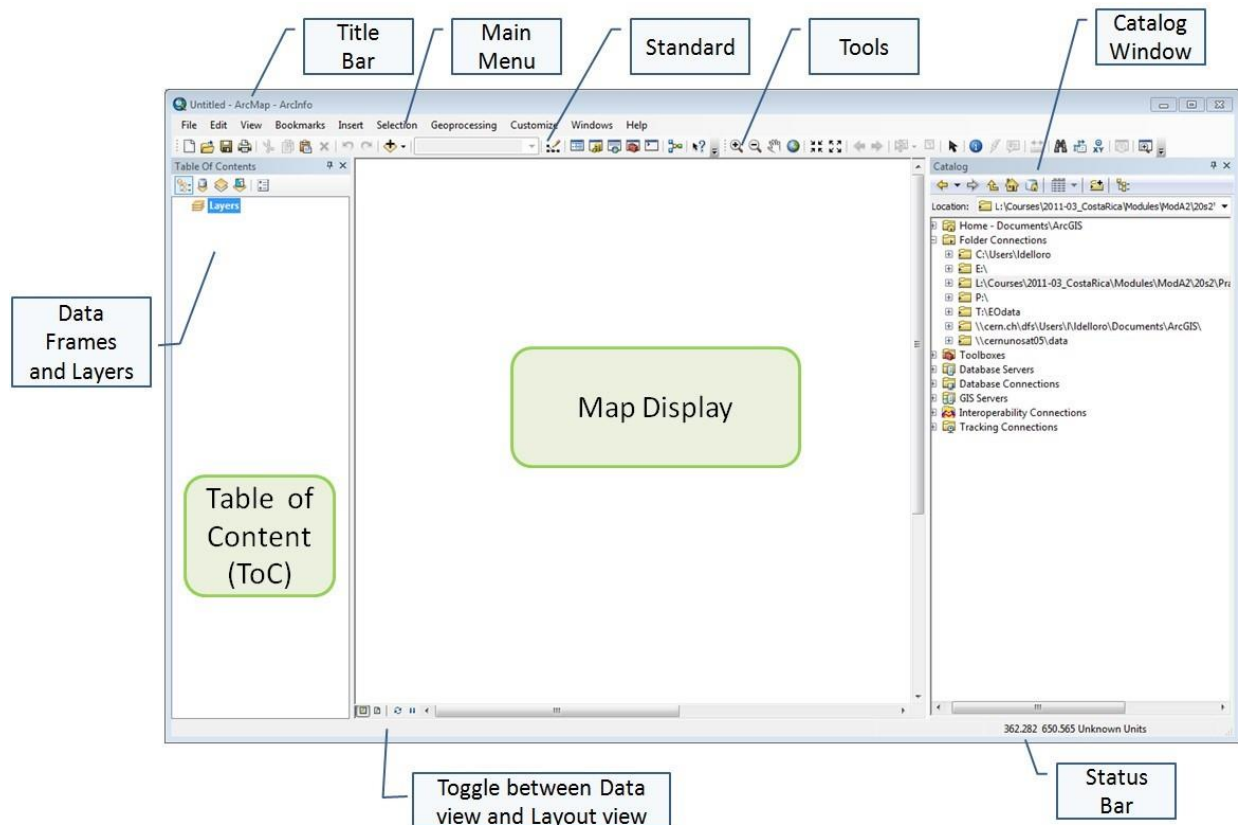 Title
Bar
Main
Menu
Standard
Tools
Catalog
Window
Untitled - ArcMap - ArcInfo
File Edit View Bookmarks Insert Selection Geoprocessing Customize Windows Help
Table Of Contents
Layers
Catalog
Location: L:\Courses\2011-03_CostaRica\Modules\ModA2\20s2'
Home - Documents\ArcGIS
Folder Connections
C:\Users\ldelloro
E:\
L:\Courses\2011-03_CostaRica\Modules\ModA2\20s2\Pra
P:\
T:\EOdata
\\cern.ch\dfs\Users\l\ldelloro\Documents\ArcGIS\
\\cernunosat05\data
Toolboxes
Database Servers
Database Connections
GIS Servers
Interoperability Connections
Tracking Connections
Data
Frames
and Layers
Map Display
Table of
Content
(ToC)
362.282 650.565 Unknown Units
Toggle between Data
view and Layout view
Status
Bar